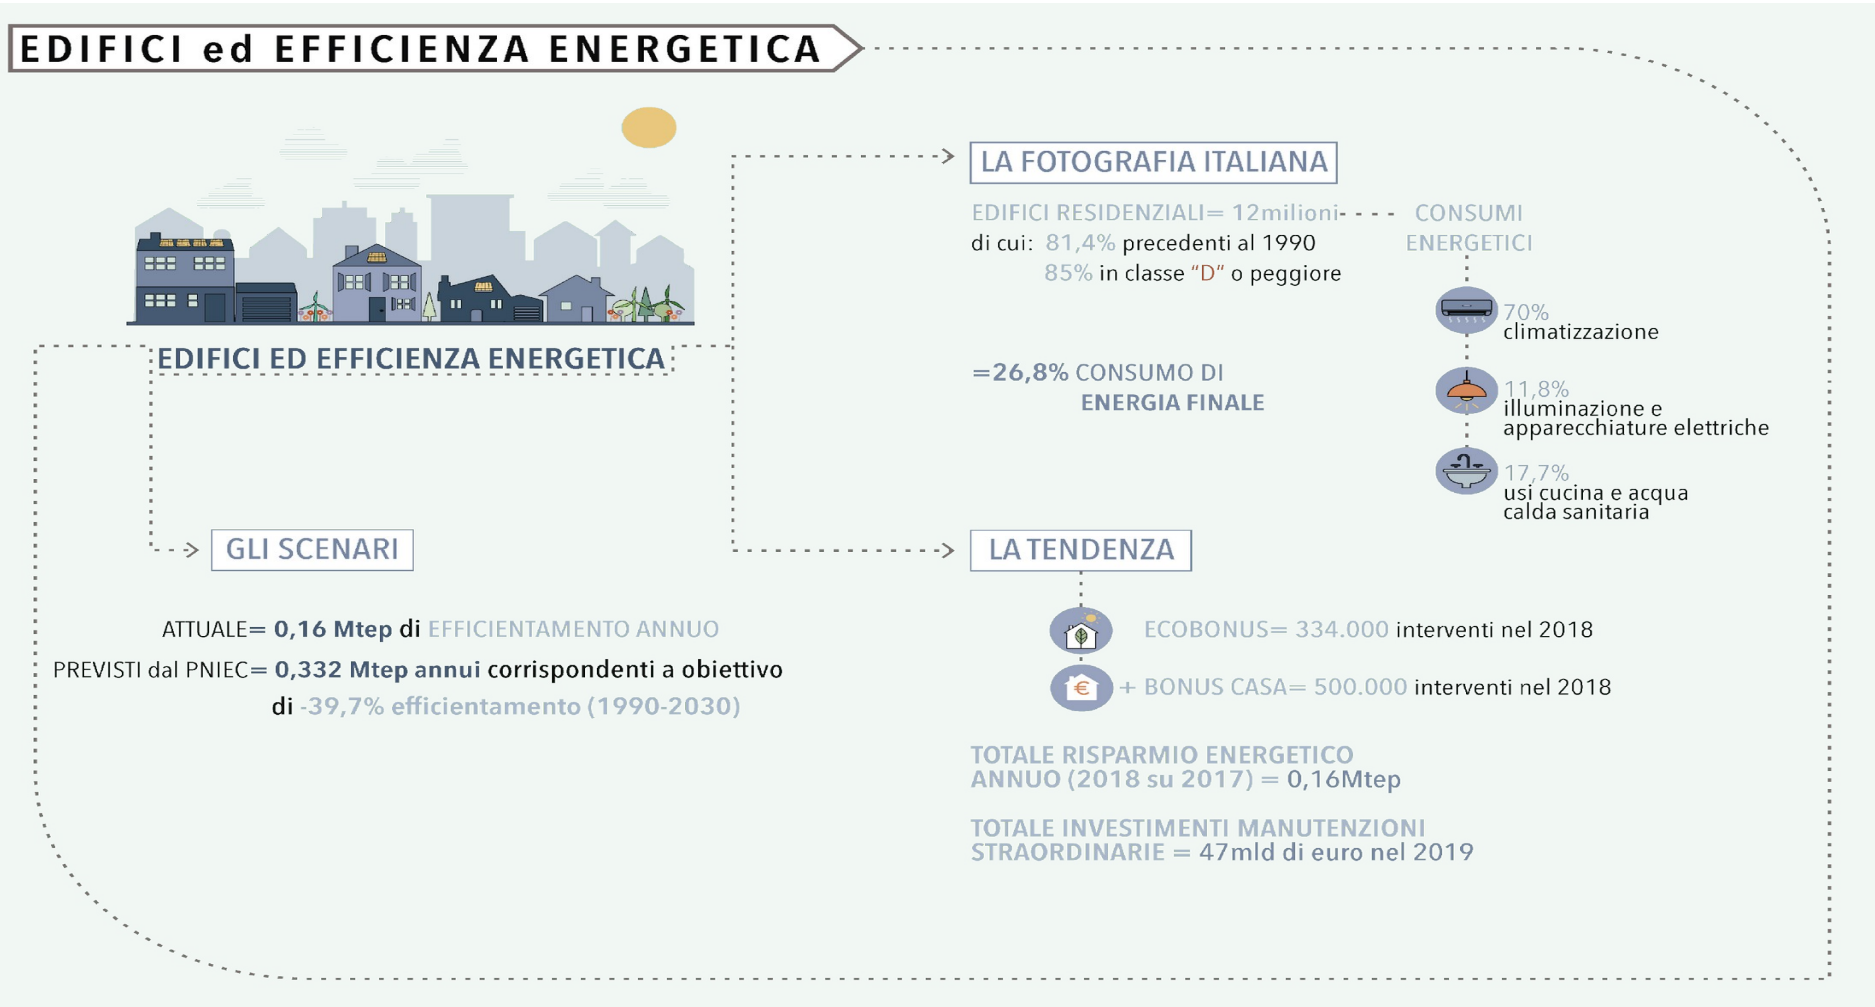 EDIFICI ed EFFICIENZA ENERGETICA
EDIFICI ED EFFICIENZA ENERGETICA
LA FOTOGRAFIA ITALIANA
EDIFICI RESIDENZIALI= 12milioni
di cui: 81,4% precedenti al 1990
85% in classe “D“ o peggiore
=26,8% CONSUMO DI
ENERGIA FINALE
CONSUMI
ENERGETICI
70%
climatizzazione
11,8%
illuminazione e
apparecchiature elettriche
17,7%
usi cucina e acqua
calda sanitaria
GLI SCENARI
ATTUALE= 0,16 Mtep di EFFICIENTAMENTO ANNUO
PREVISTI dal PNIEC= 0,332 Mtep annui corrispondenti a obiettivo
di -39,7% efficientamento (1990-2030)
LA TENDENZA
ECOBONUS= 334.000 interventi nel 2018
€
+ BONUS CASA= 500.000 interventi nel 2018
TOTALE RISPARMIO ENERGETICO
ANNUO (2018 su 2017) = 0,16Mtep
TOTALE INVESTIMENTI MANUTENZIONI
STRAORDINARIE = 47mld di euro nel 2019